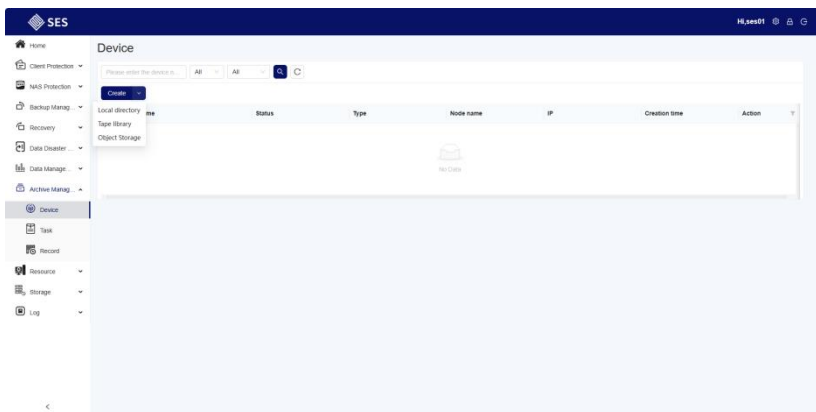 SES
Hi,ses01
Home
Client Protection
NAS Protection
Backup Manag...
Recovery
Data Disaster ...
Data Manage...
Archive Manag...
Device
Task
Record
Resource
Storage
Log
Device
Please enter the device n...
All
All
Create
Local directory
Tape library
Object Storage
me
Status
Type
Node name
IP
Creation time
Action
No Data